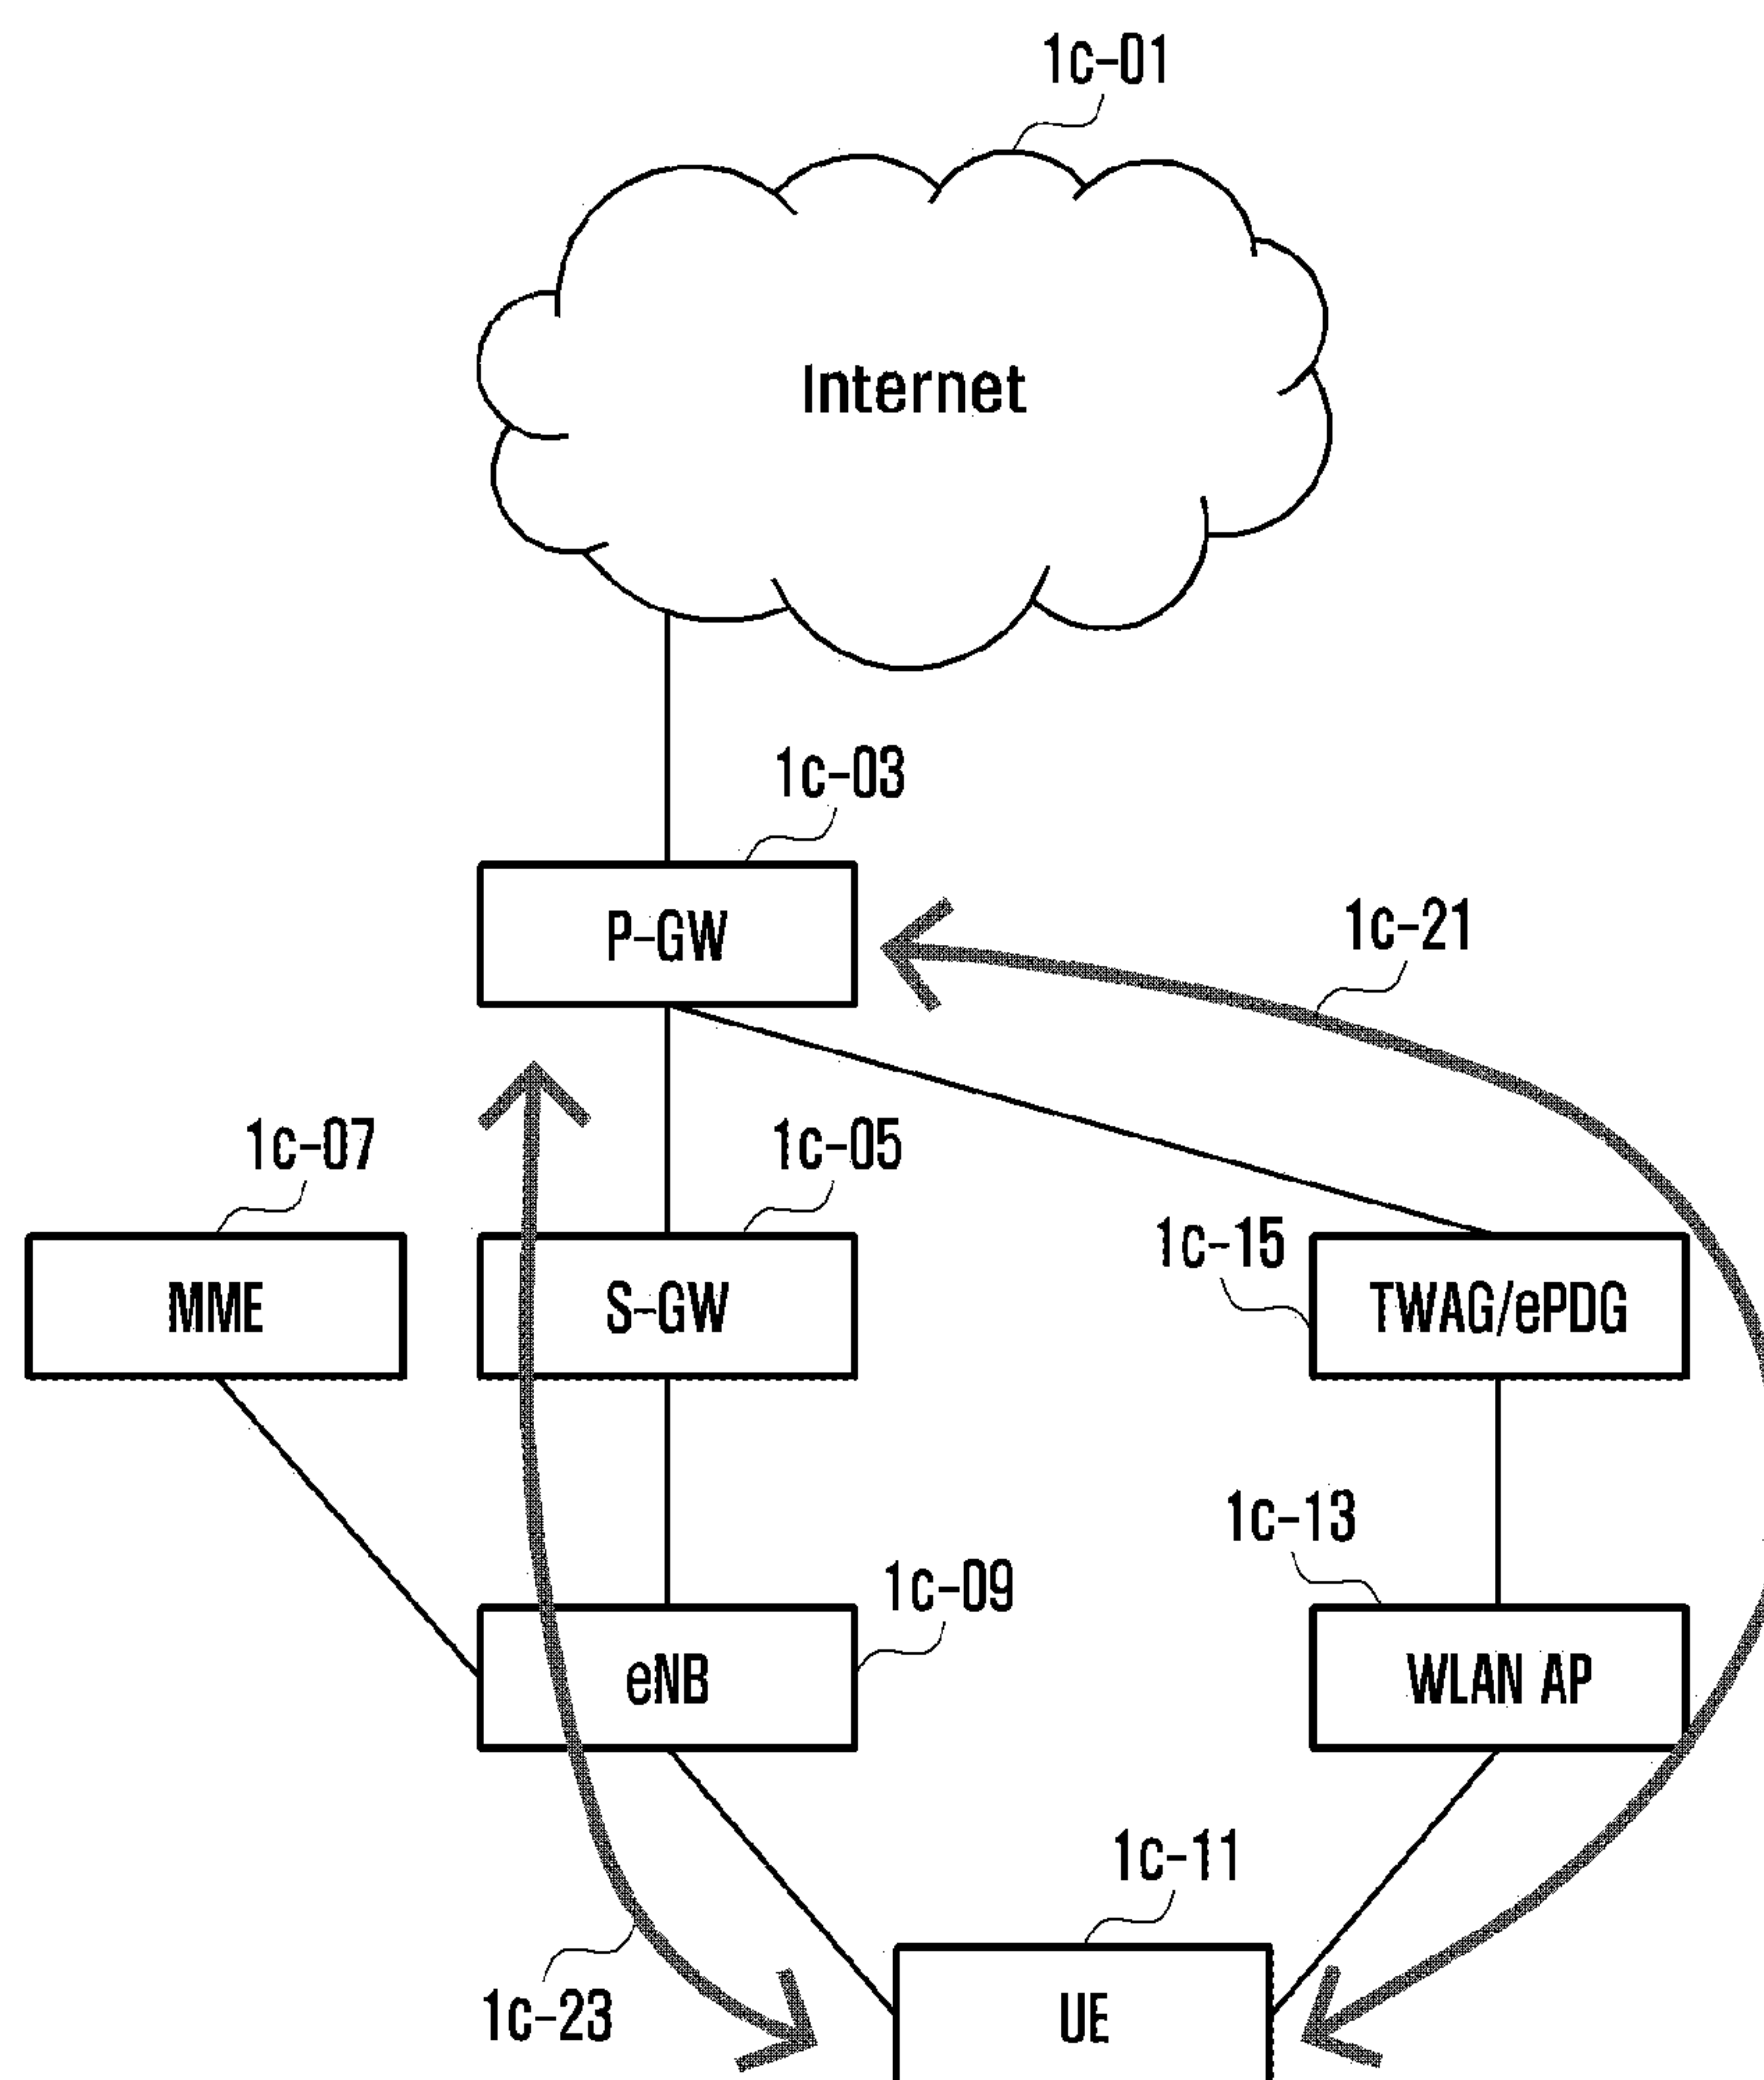 1c-01
Internet
1c-03
P-GW
1c-21
1c-07
1c-05
1c-15
MME
S-GW
TWAG/ePDG
1c-13
1c-09
eNB
WLAN AP
1c-11
1c-23
UE